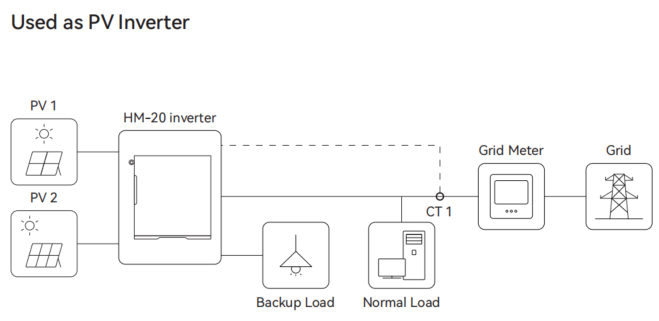 Used as PV Inverter
PV 1
HM-20 inverter
Grid Meter
Grid
PV 2
CT 1
Backup Load
Normal Load